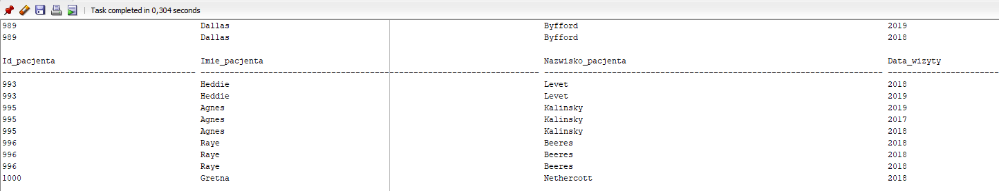 Task completed in 0,304 seconds
989 Dallas Byfford 2019
989 Dallas Byfford 2018
Id_pacjenta Imie_pacjenta Nazwisko_pacjenta Data_wizyty
993 Heddie Levet 2018
993 Heddie Levet 2019
995 Agnes Kalinsky 2019
995 Agnes Kalinsky 2017
995 Agnes Kalinsky 2018
996 Raye Beeres 2018
996 Raye Beeres 2018
996 Raye Beeres 2018
1000 Gretna Nethercott 2018